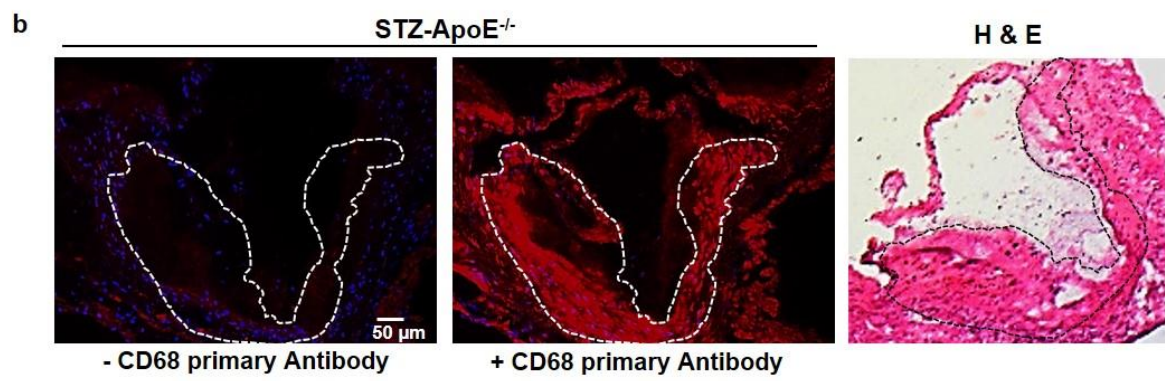 b
STZ-ApoE-/-
H & E
50 µm
- CD68 primary Antibody
+ CD68 primary Antibody